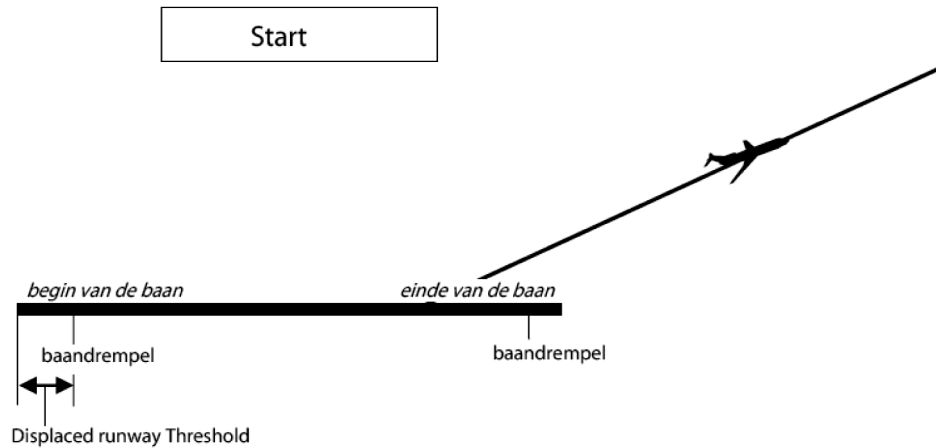 Start
begin van de baan
einde van de baan
baandrempel
baandrempel
Displaced runway Threshold